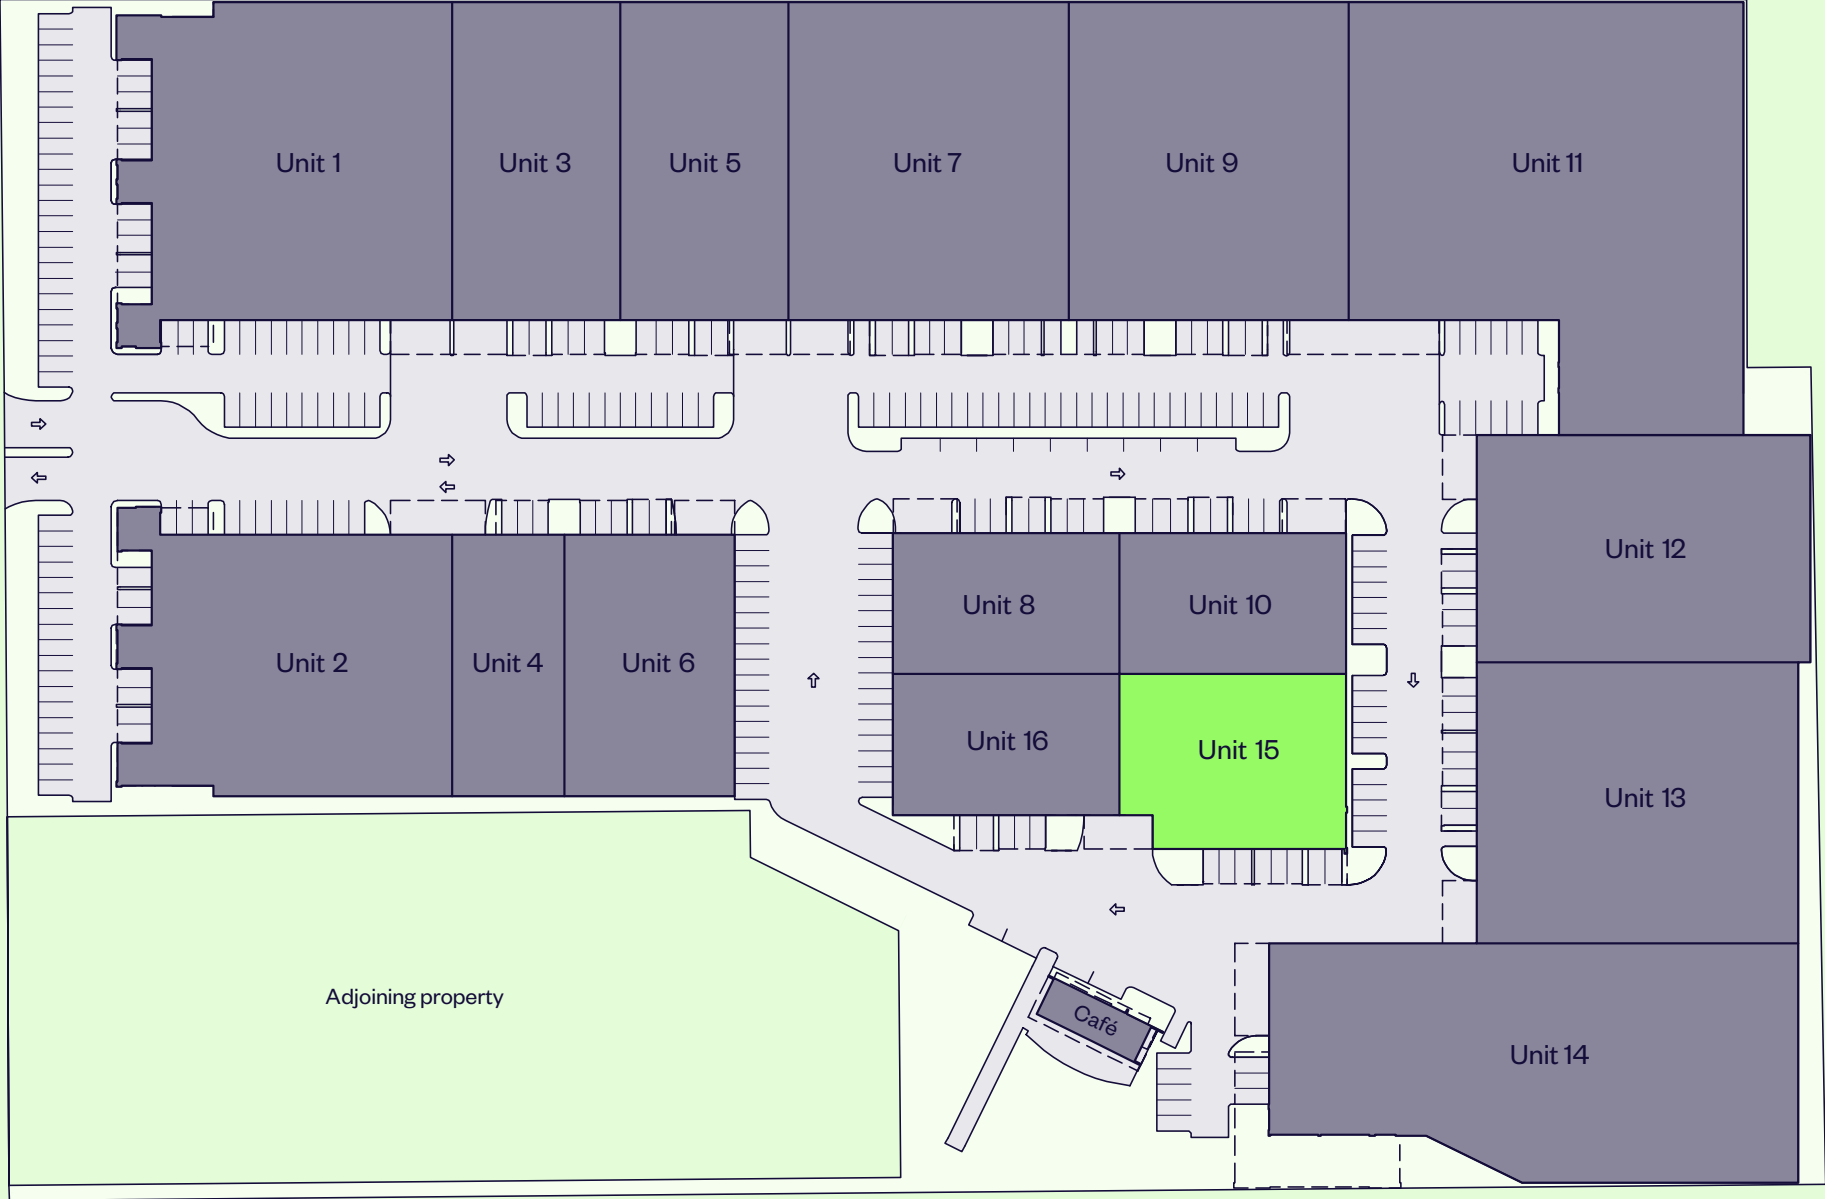 Unit 1
Unit 3
Unit 5
Unit 7
Unit 9
Unit 11
Unit 12
Unit 8
Unit 10
Unit 2
Unit 4
Unit 6
Unit 16
Unit 15
Unit 13
Adjoining property
Café
Unit 14